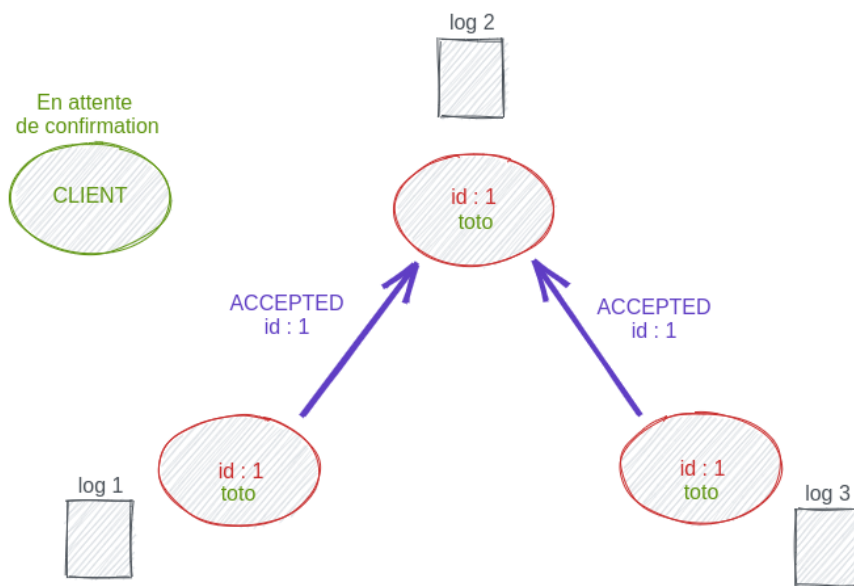 log 2
En attente
de confirmation
CLIENT
id : 1
toto
ACCEPTED
id : 1
ACCEPTED
id : 1
log 1
id : 1
toto
id : 1
toto
log 3